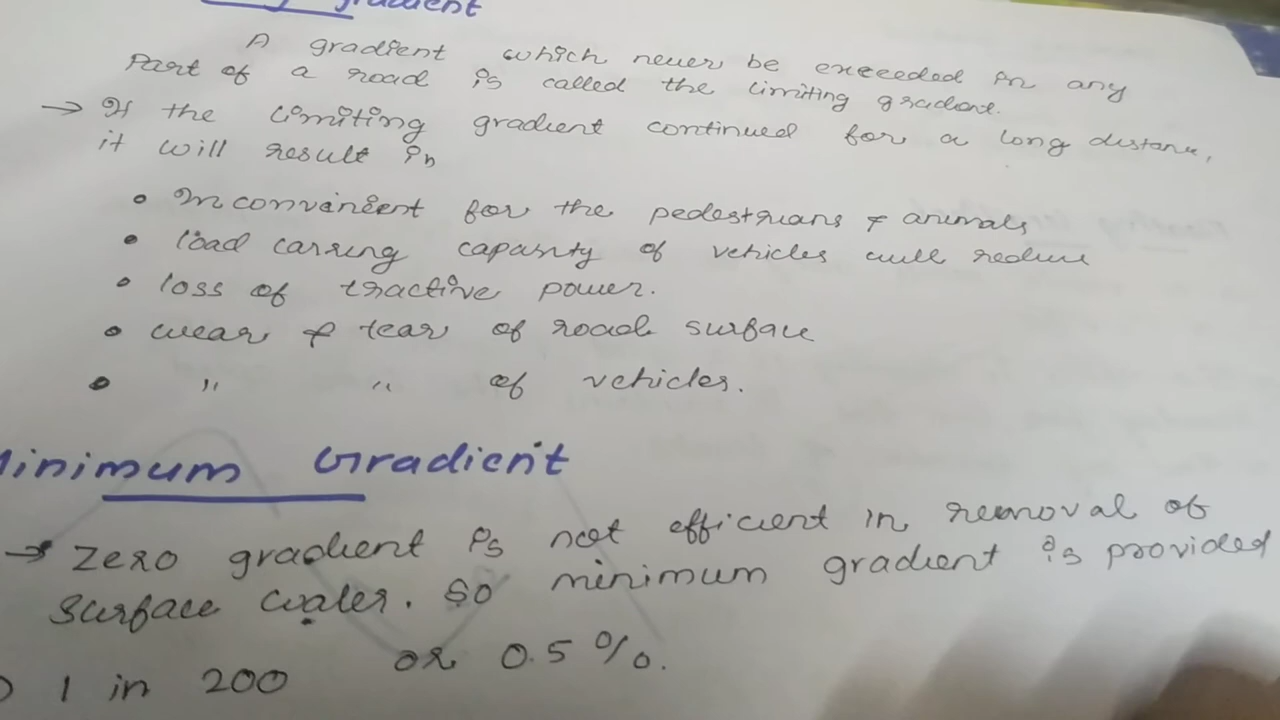 gradient
A gradient which never be exceeded in any
Part of a road is called the limiting gradient.
→ If the limiting gradient continued for a long distance,
it will result in
• Inconvinient for the pedestrians & animals
• load carring capasity of vehicles will reduce
• loss of tractive power.
• wear & tear of road surface
• " " of vehicles.
Minimum Gradient
→ Zero gradient is not efficient in removal of
Surface water. So minimum gradient is provided
1 in 200 or 0.5 %.